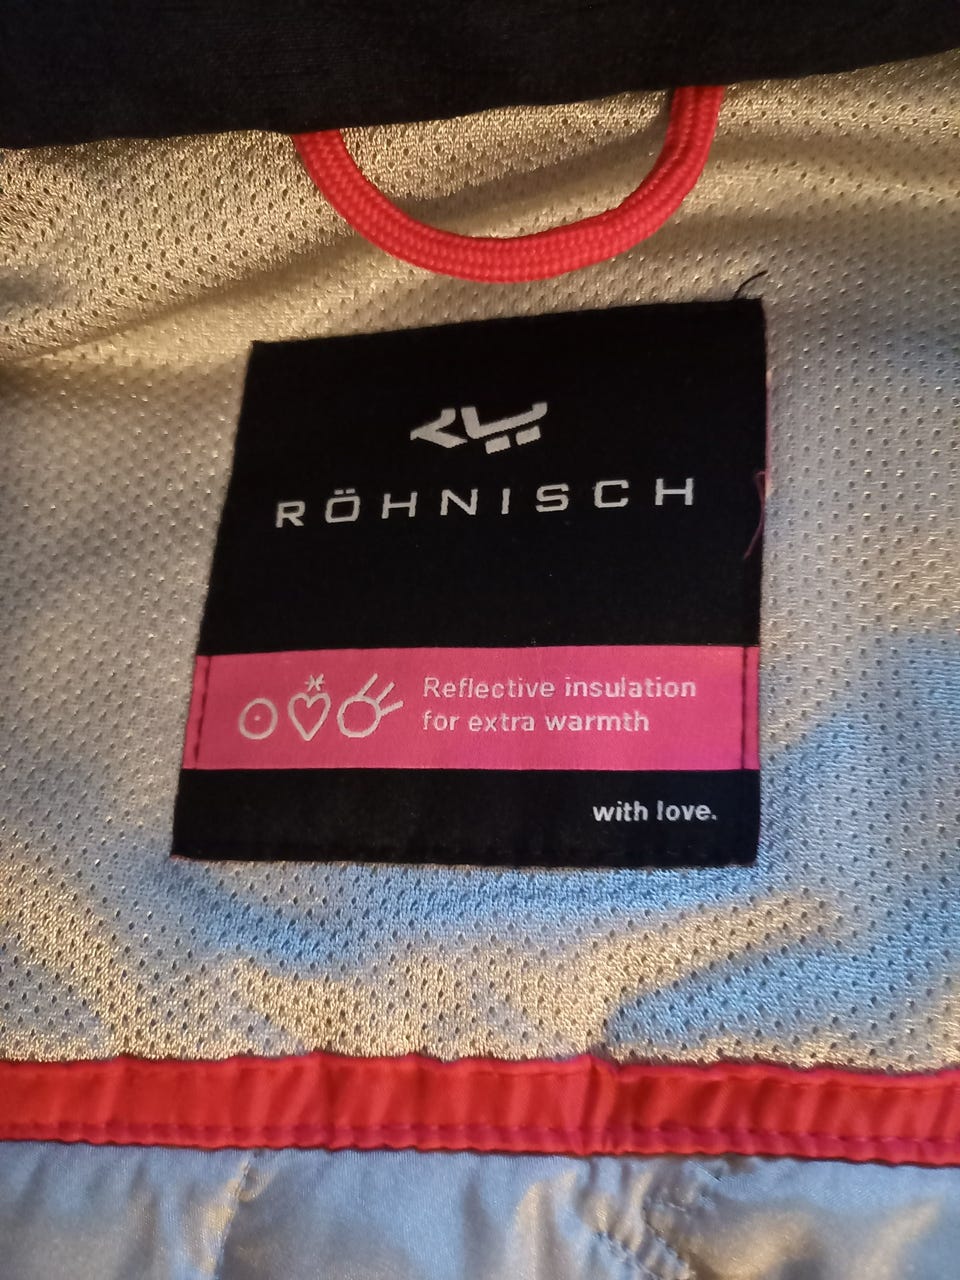 RÖHNISCH
Reflective insulation
for extra warmth
with love.